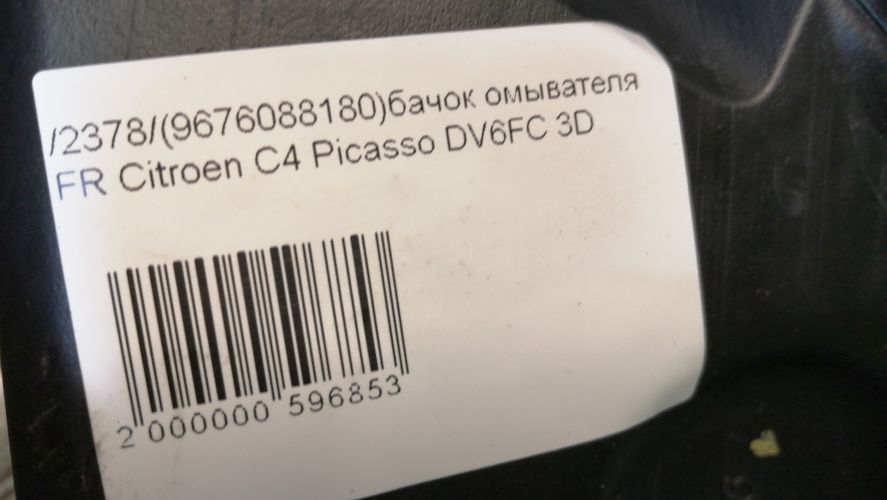 /2378/(9676088180)бачок омывателя
FR Citroen C4 Picasso DV6FC 3D
2 000000 596853